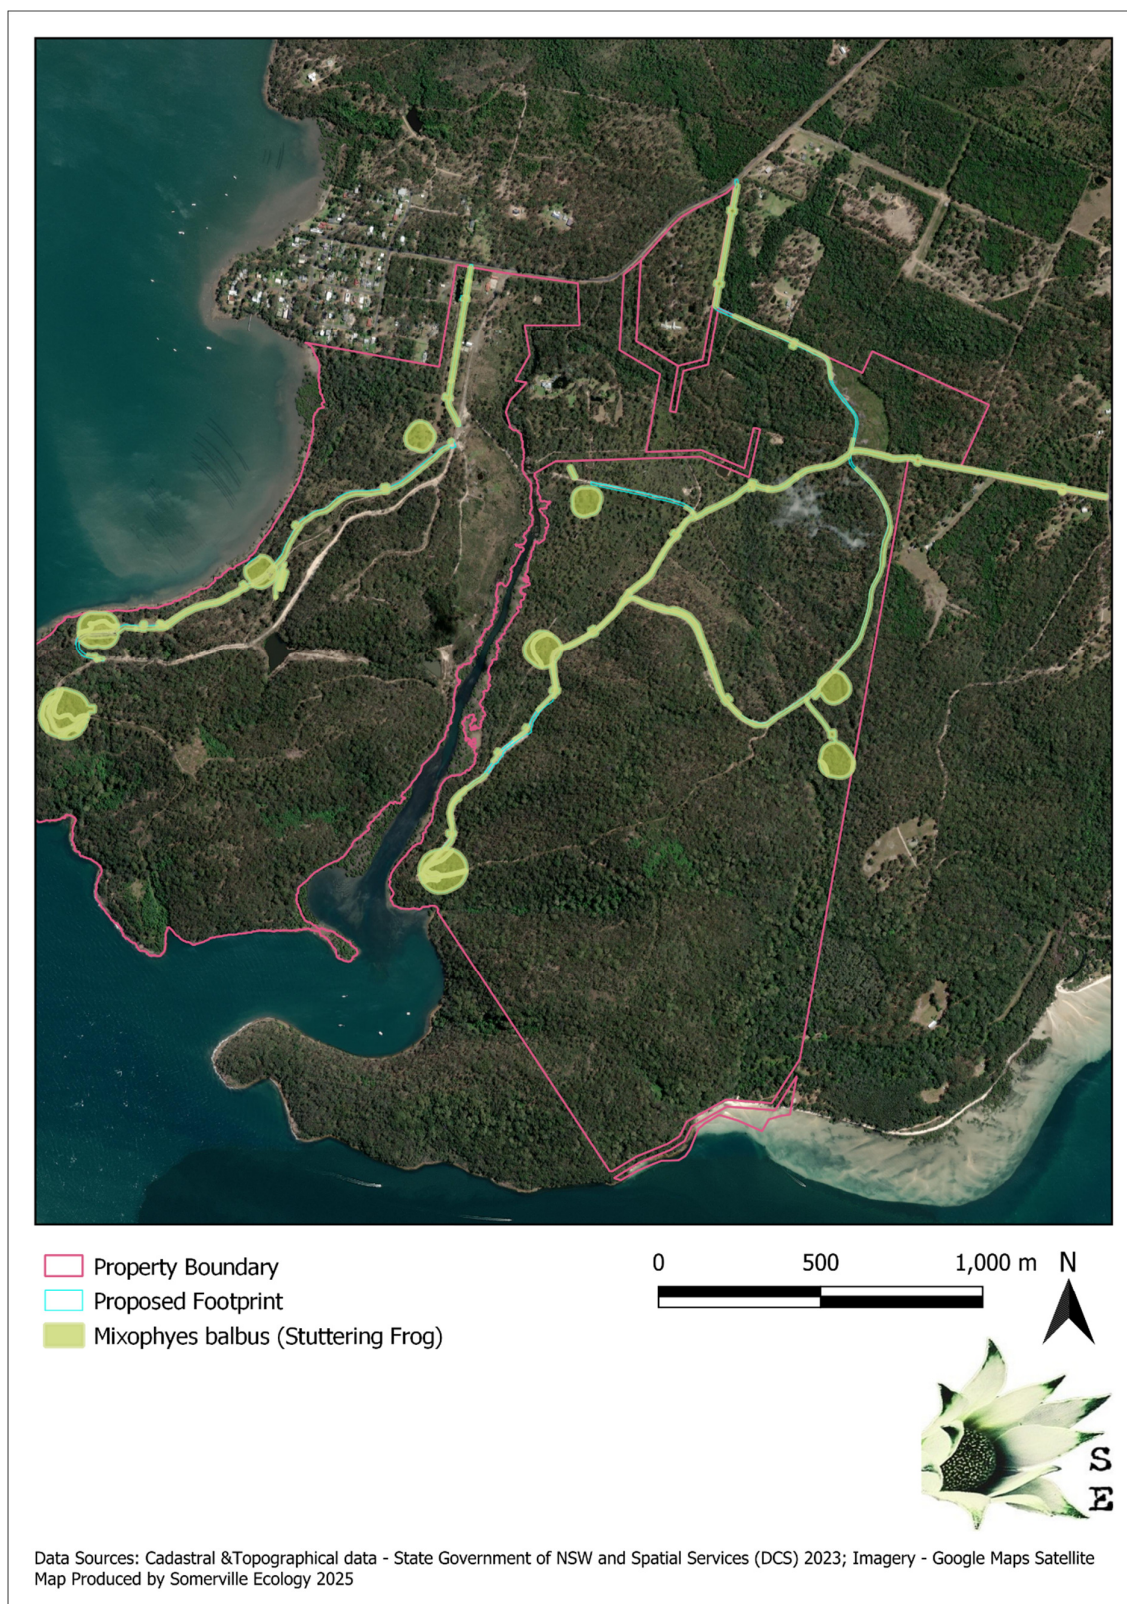 Property Boundary
Proposed Footprint
Mixophyes balbus (Stuttering Frog)
0 500 1,000 m
N
S
E
Data Sources: Cadastral &Topographical data - State Government of NSW and Spatial Services (DCS) 2023; Imagery - Google Maps Satellite
Map Produced by Somerville Ecology 2025